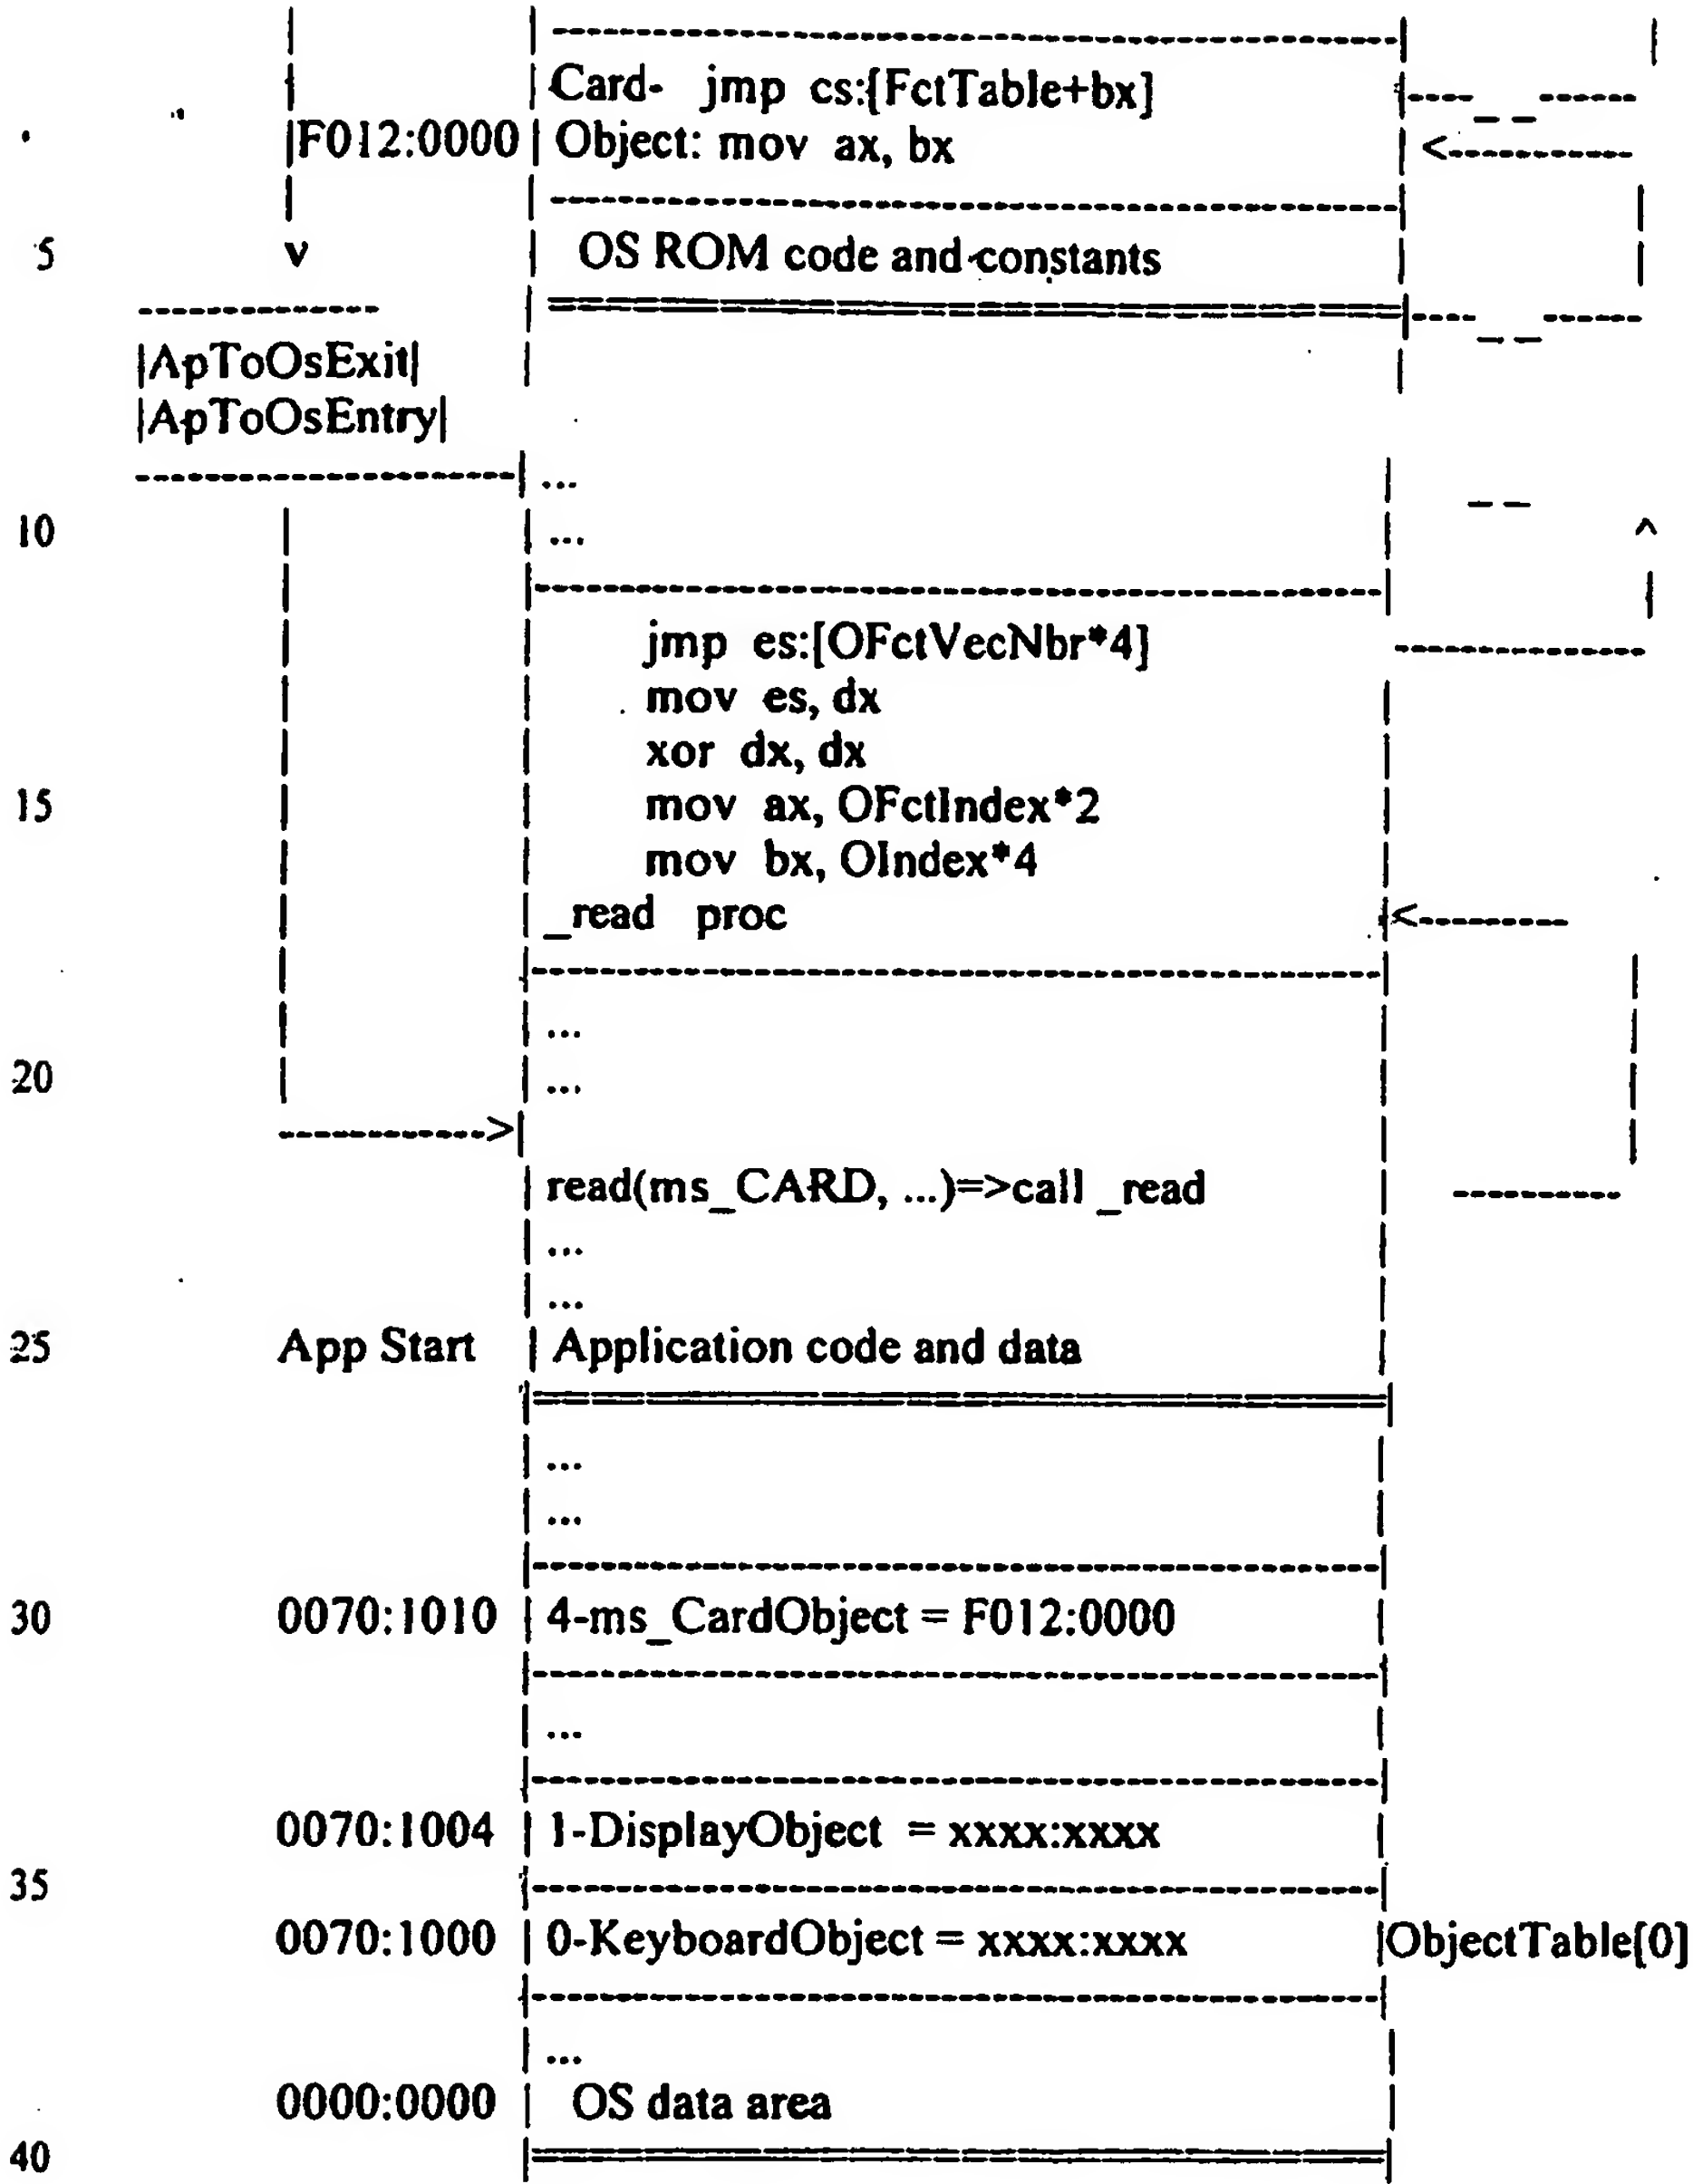 Card- jmp cs:[FctTable+bx]
|F012:0000 | Object: mov ax, bx
5 v OS ROM code and constants
|ApToOsExit|
|ApToOsEntry|
...
10 ...
jmp es:[OFctVecNbr*4]
mov es, dx
xor dx, dx
15 mov ax, OFctIndex*2
mov bx, OIndex*4
_read proc
...
20 ...
read(ms_CARD, ...)=>call _read
...
...
25 App Start | Application code and data
...
...
30 0070:1010 | 4-ms_CardObject = F012:0000
...
0070:1004 | 1-DisplayObject = xxxx:xxxx
35
0070:1000 | 0-KeyboardObject = xxxx:xxxx |ObjectTable[0]
...
0000:0000 | OS data area
40